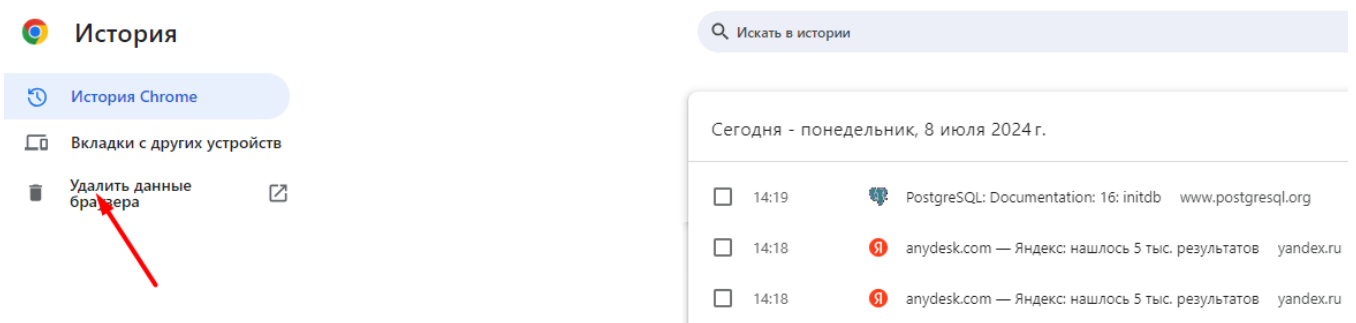 История
Искать в истории
История Chrome
Вкладки с других устройств
Удалить данные
браузера
Сегодня - понедельник, 8 июля 2024 г.
14:19 PostgreSQL: Documentation: 16: initdb www.postgresql.org
14:18 Я anydesk.com — Яндекс: нашлось 5 тыс. результатов yandex.ru
14:18 Я anydesk.com — Яндекс: нашлось 5 тыс. результатов yandex.ru